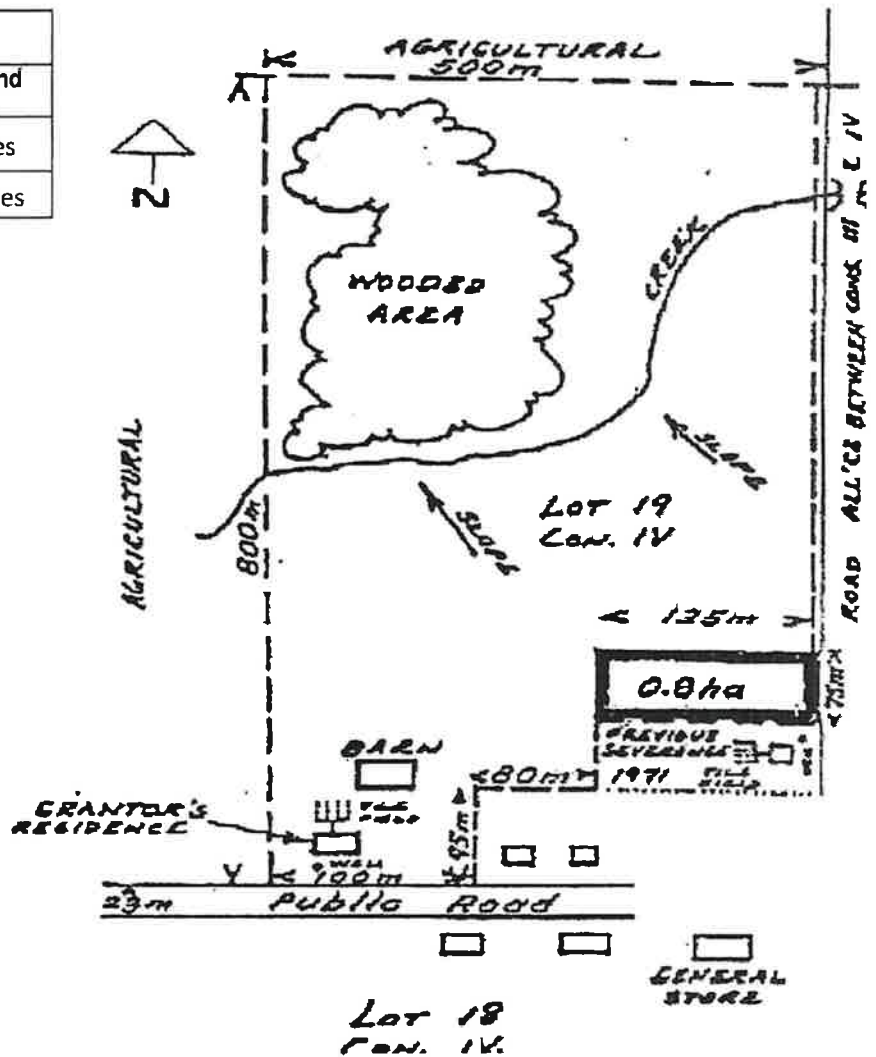 nd
es
es
AGRICULTURAL
500m
N
WOODED
AREA
CREEK
ROAD ALL'CE BETWEEN CONS III IV
AGRICULTURAL
800m
SLOPE
SLOPE
LOT 19
CON. IV
135m
0.8ha
75m
PREVIOUS
SEVERANCE
1971
TILE
FIELD
BARN
80m
GRANTOR'S
RESIDENCE
TILE
FIELD
95m
WELL
100m
23m
Public Road
GENERAL
STORE
LOT 18
CON. IV.